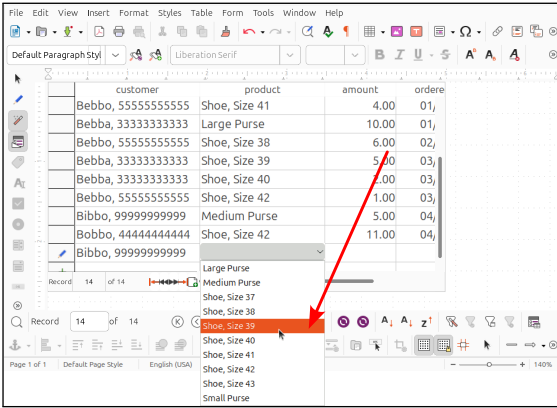 File Edit View Insert Format Styles Table Form Tools Window Help
Default Paragraph Styl Liberation Serif
customer product amount ordere
Bebbo, 55555555555 Shoe, Size 41 4.00 01/
Bebba, 33333333333 Large Purse 10.00 01/
Bebbo, 55555555555 Shoe, Size 38 6.00 02/
Bebba, 33333333333 Shoe, Size 39 5.00 03/
Bebba, 33333333333 Shoe, Size 40 .00 03/
Bebbo, 55555555555 Shoe, Size 42 1.00 03/
Bibbo, 99999999999 Medium Purse 5.00 04/
Bobbo, 44444444444 Shoe, Size 42 11.00 04/
Bibbo, 99999999999
Record 14 of 14
Large Purse
Medium Purse
Shoe, Size 37
Shoe, Size 38
Shoe, Size 39
Shoe, Size 40
Shoe, Size 41
Shoe, Size 42
Shoe, Size 43
Small Purse
Record 14 of 14
Page 1 of 1 Default Page Style English (USA) 140%